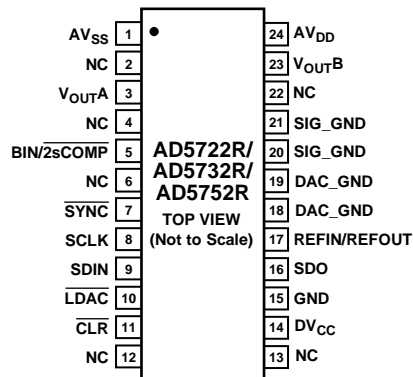 AVSS 1
NC 2
VOUTA 3
NC 4
BIN/2sCOMP 5
NC 6
SYNC 7
SCLK 8
SDIN 9
LDAC 10
CLR 11
NC 12
AD5722R/
AD5732R/
AD5752R
TOP VIEW
(Not to Scale)
24 AVDD
23 VOUTB
22 NC
21 SIG_GND
20 SIG_GND
19 DAC_GND
18 DAC_GND
17 REFIN/REFOUT
16 SDO
15 GND
14 DVCC
13 NC